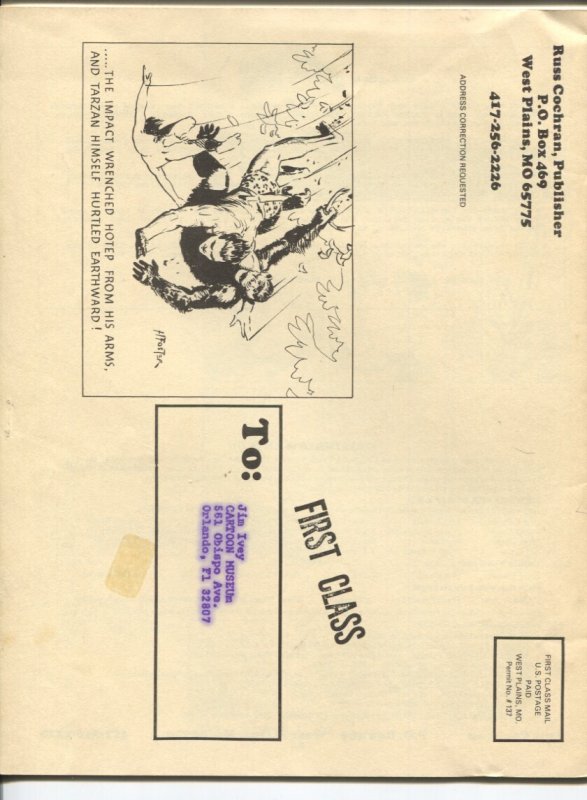 Russ Cochran, Publisher
P.O. Box 469
West Plains, MO 65775
417-256-2226
ADDRESS CORRECTION REQUESTED
FIRST CLASS MAIL
U.S. POSTAGE
PAID
WEST PLAINS, MO.
Permit No. #137
.....THE IMPACT WRENCHED HOTEP FROM HIS ARMS,
AND TARZAN HIMSELF HURTLED EARTHWARD!
H FOSTER
FIRST CLASS
To:
Jim Ivey
CARTOON MUSEUm
561 Obispo Ave.
Orlando, Fl 32807